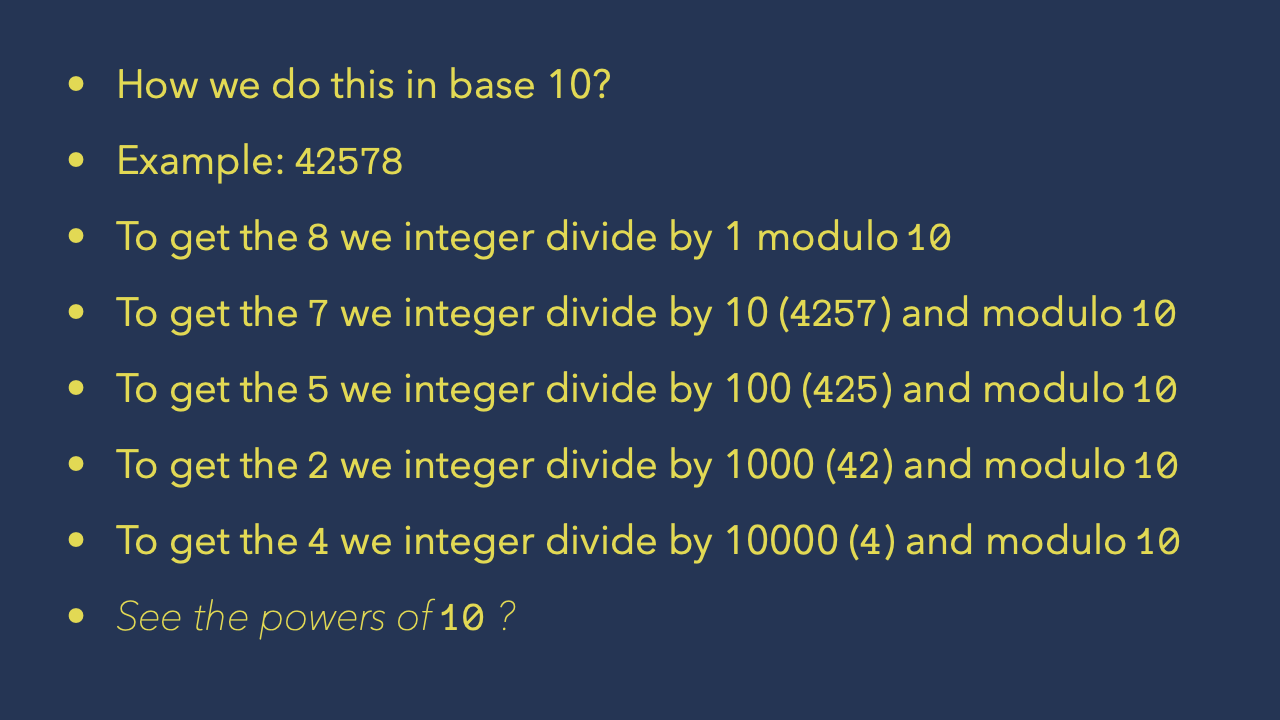 • How we do this in base 10?
• Example: 42578
• To get the 8 we integer divide by 1 modulo 10
• To get the 7 we integer divide by 10 (4257) and modulo 10
• To get the 5 we integer divide by 100 (425) and modulo 10
• To get the 2 we integer divide by 1000 (42) and modulo 10
• To get the 4 we integer divide by 10000 (4) and modulo 10
• See the powers of 10 ?